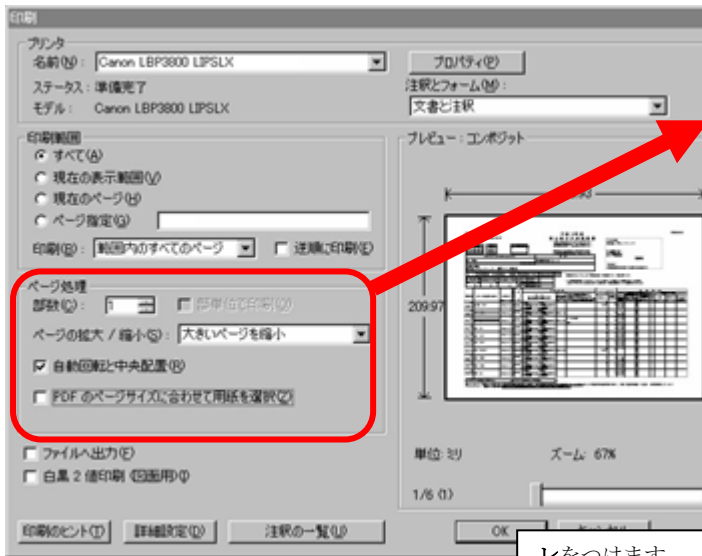 印刷
プリンタ
名前(N): Canon LBP3800 LIPSLX
プロパティ(P)
ステータス: 準備完了
注釈とフォーム(M):
モデル: Canon LBP3800 LIPSLX
文書と注釈
印刷範囲
すべて(A)
現在の表示範囲(V)
現在のページ(H)
ページ指定(G)
印刷(B): 範囲内のすべてのページ
逆順に印刷(E)
プレビュー: コンポジット
ページ処理
部数(C): 1
部単位で印刷(O)
ページの拡大 / 縮小(S): 大きいページを縮小
自動回転と中央配置(R)
PDF のページサイズに合わせて用紙を選択(Z)
209.97
ファイルへ出力(F)
白黒 2 値印刷 (図面用)(I)
単位: ミリ
ズーム: 67%
1/6 (1)
印刷のヒント(T)
詳細設定(D)
注釈の一覧(U)
OK
レをつけます